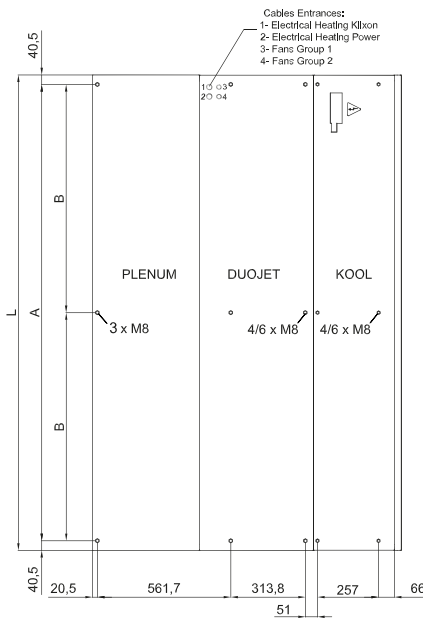 Cables Entrances:
1- Electrical Heating Klixon
2- Electrical Heating Power
3- Fans Group 1
4- Fans Group 2
40,5
1 3
2 4
B
PLENUM DUOJET KOOL
L
A
3 x M8 4/6 x M8 4/6 x M8
B
40,5
20,5 561,7 313,8 257 66
51